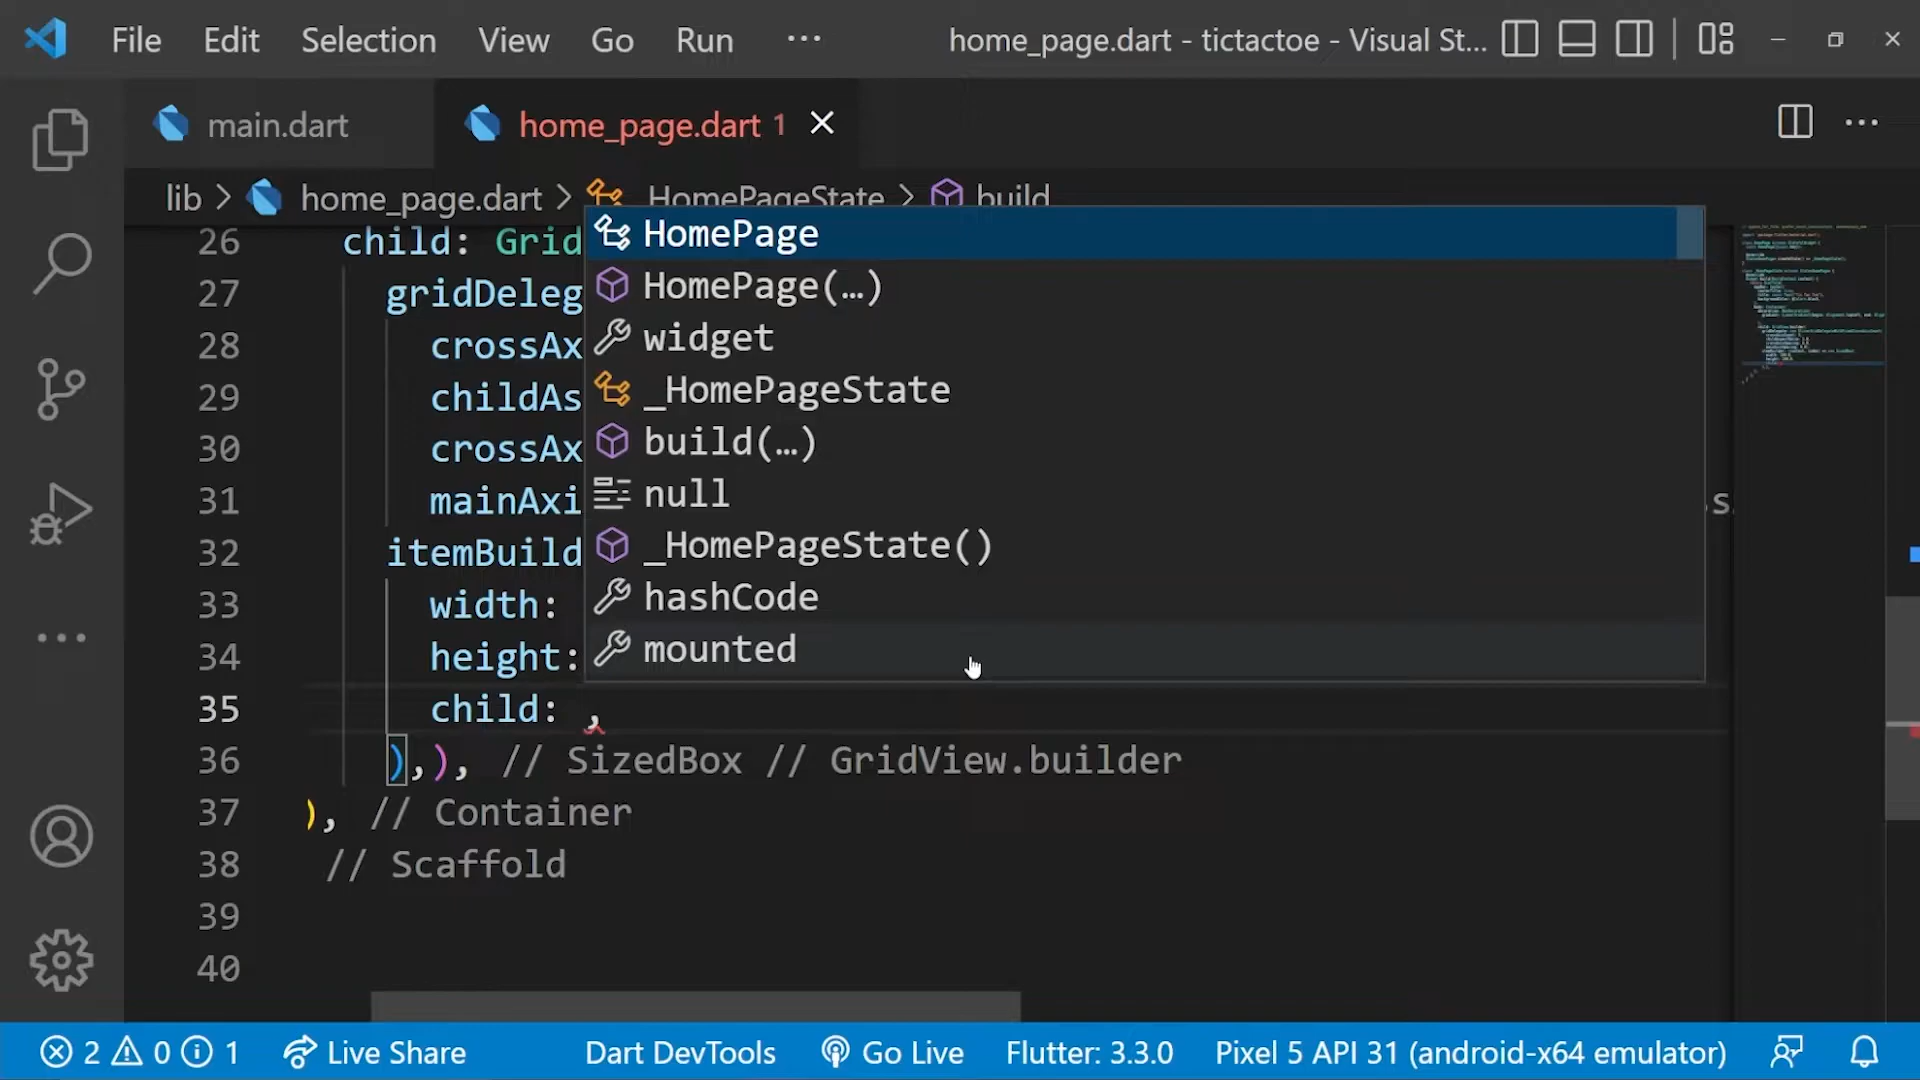 File Edit Selection View Go Run ··· home_page.dart - tictactoe - Visual St...
main.dart home_page.dart 1
lib > home_page.dart > _HomePageState > build
26 child: Grid
27 gridDeleg
28 crossAx
29 childAs
30 crossAx
31 mainAxi
32 itemBuild
33 width:
34 height:
35 child: ,
36 ),), // SizedBox // GridView.builder
37 ), // Container
38 // Scaffold
39
40
HomePage
HomePage(…)
widget
_HomePageState
build(…)
null
_HomePageState()
hashCode
mounted
2 0 1 Live Share Dart DevTools Go Live Flutter: 3.3.0 Pixel 5 API 31 (android-x64 emulator)